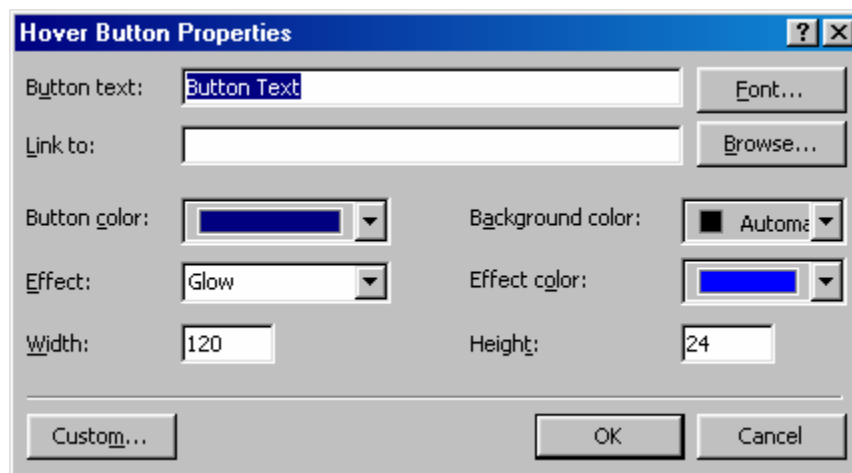 Hover Button Properties
Button text: Button Text Font...
Link to: Browse...
Button color: Background color: Automa
Effect: Glow Effect color:
Width: 120 Height: 24
Custom... OK Cancel